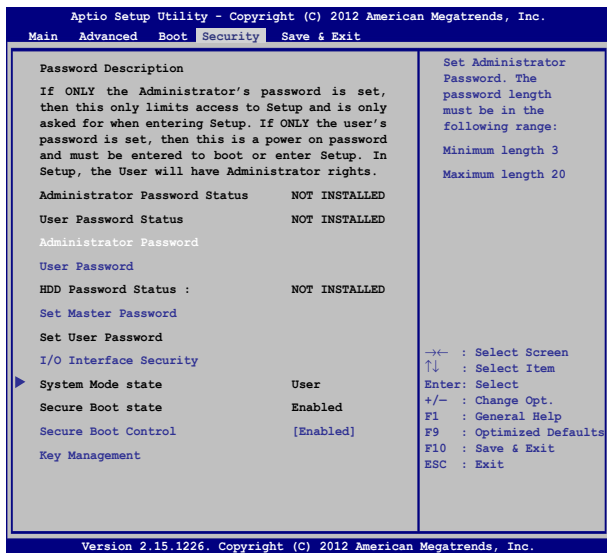 Aptio Setup Utility - Copyright (C) 2012 American Megatrends, Inc.
Main Advanced Boot Security Save & Exit
Password Description
If ONLY the Administrator's password is set,
then this only limits access to Setup and is only
asked for when entering Setup. If ONLY the user's
password is set, then this is a power on password
and must be entered to boot or enter Setup. In
Setup, the User will have Administrator rights.
Administrator Password Status NOT INSTALLED
User Password Status NOT INSTALLED
Administrator Password
User Password
HDD Password Status : NOT INSTALLED
Set Master Password
Set User Password
I/O Interface Security
System Mode state User
Secure Boot state Enabled
Secure Boot Control [Enabled]
Key Management
Set Administrator
Password. The
password length
must be in the
following range:
Minimum length 3
Maximum length 20
→← : Select Screen
↑↓ : Select Item
Enter: Select
+/— : Change Opt.
F1 : General Help
F9 : Optimized Defaults
F10 : Save & Exit
ESC : Exit
Version 2.15.1226. Copyright (C) 2012 American Megatrends, Inc.